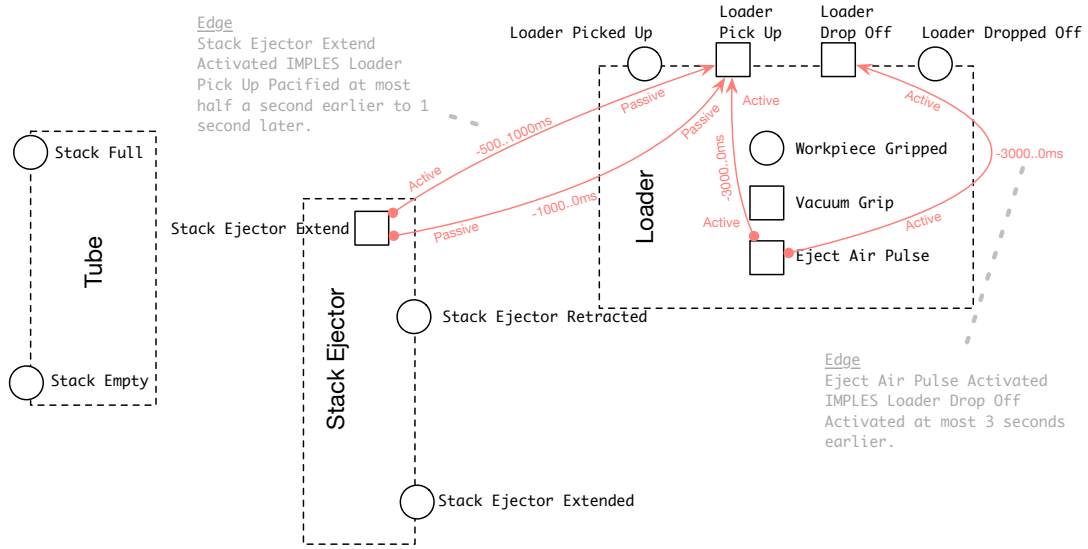 Edge
Stack Ejector Extend
Activated IMPLES Loader
Pick Up Pacified at most
half a second earlier to 1
second later.
Loader Picked Up
Loader
Pick Up
Loader
Drop Off
Loader Dropped Off
Passive
Passive
Active
Active
-500..1000ms
-1000..0ms
-3000..0ms
-3000..0ms
Stack Full
Workpiece Gripped
Active
Loader
Vacuum Grip
Stack Ejector Extend
Passive
Active
Active
Eject Air Pulse
Tube
Stack Ejector
Stack Ejector Retracted
Stack Empty
Edge
Eject Air Pulse Activated
IMPLES Loader Drop Off
Activated at most 3 seconds
earlier.
Stack Ejector Extended